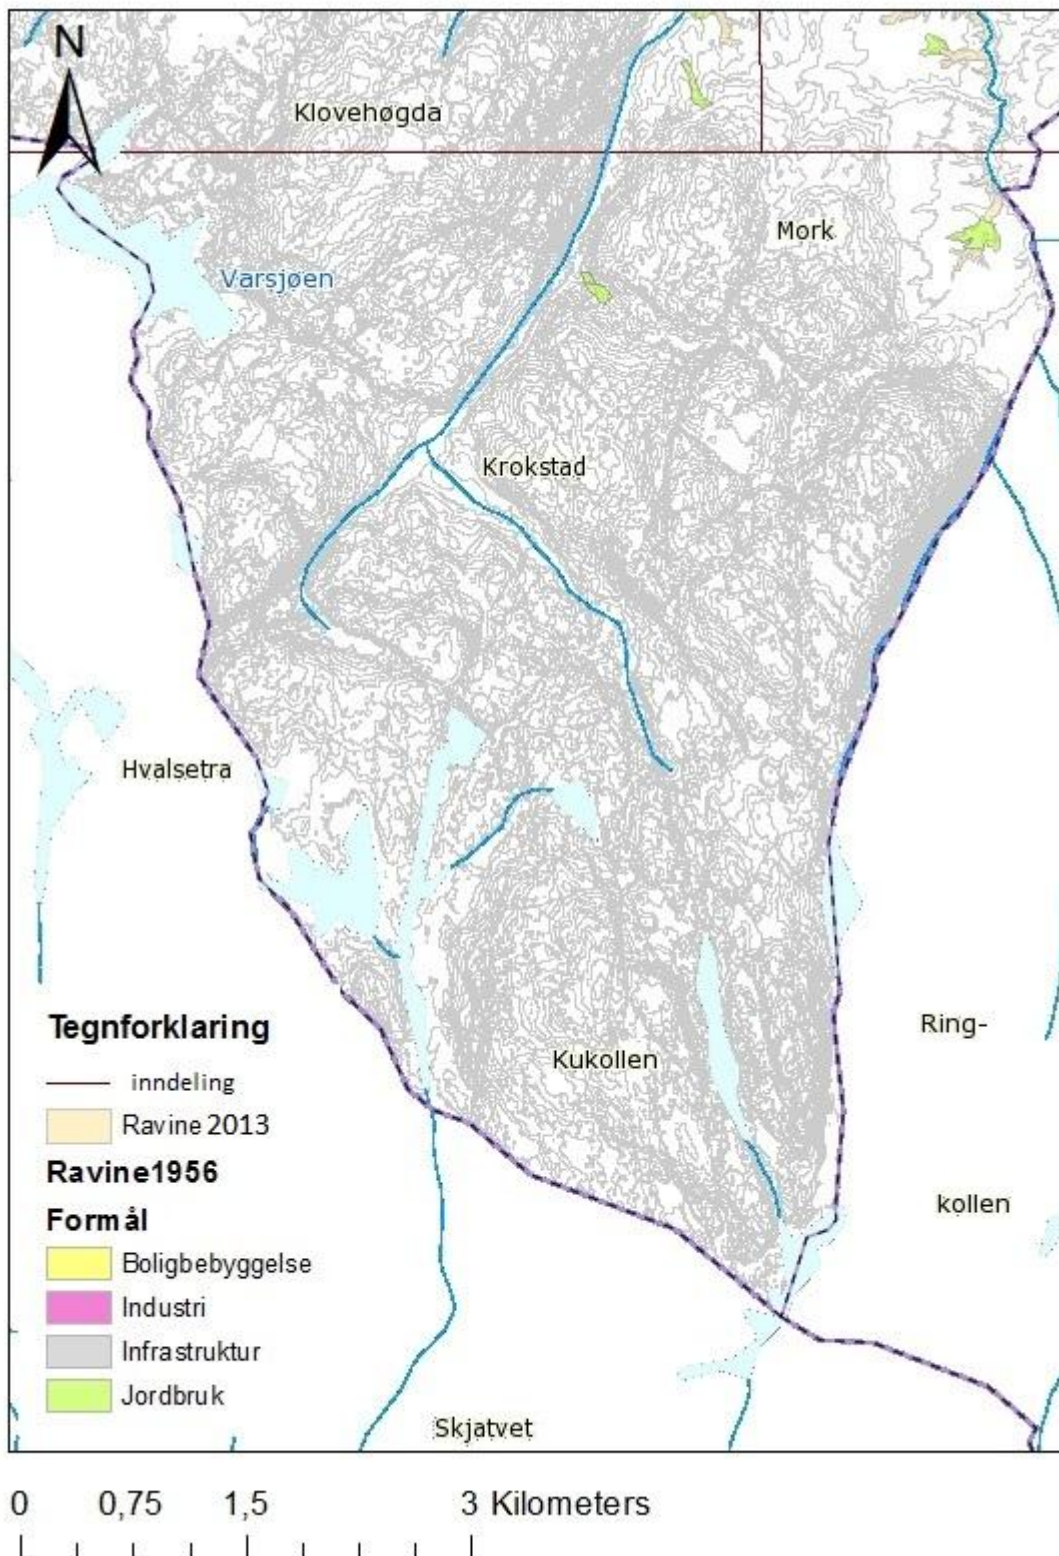 N
Klovehøgda
Mork
Varsjøen
Krokstad
Hvalsetra
Tegnforklaring
inndeling
Ravine 2013
Ravine1956
Formål
Boligbebyggelse
Industri
Infrastruktur
Jordbruk
Kukollen
Ring-
kollen
Skjatvet
0 0,75 1,5 3 Kilometers